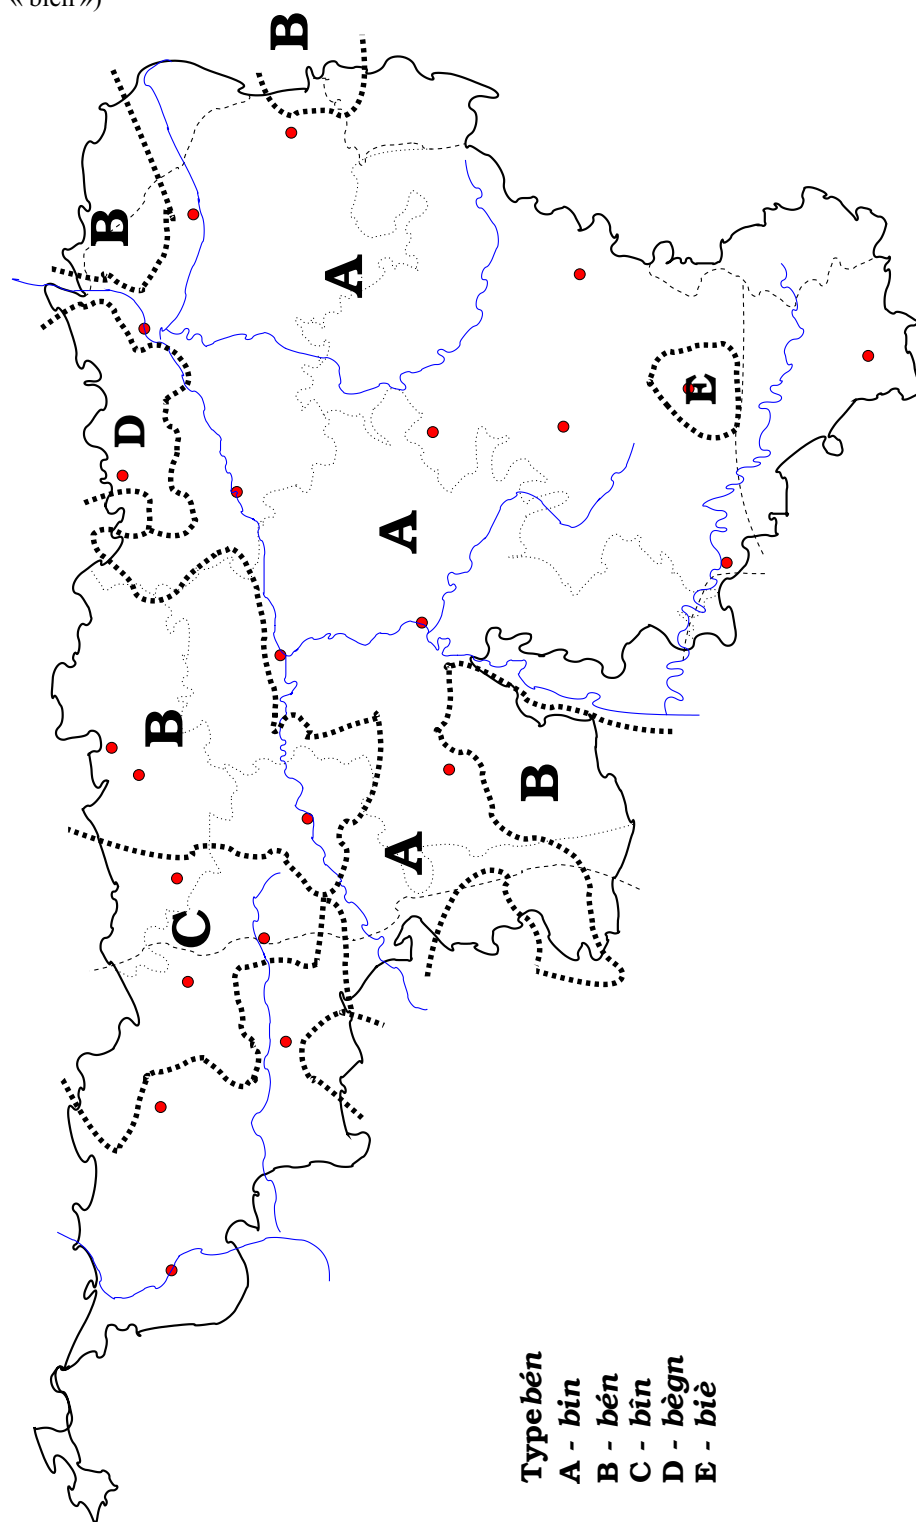 « bien »)
B
B
A
D
E
A
B
B
A
C
Type bén
A - bin
B - bén
C - bîn
D - bègn
E - biè